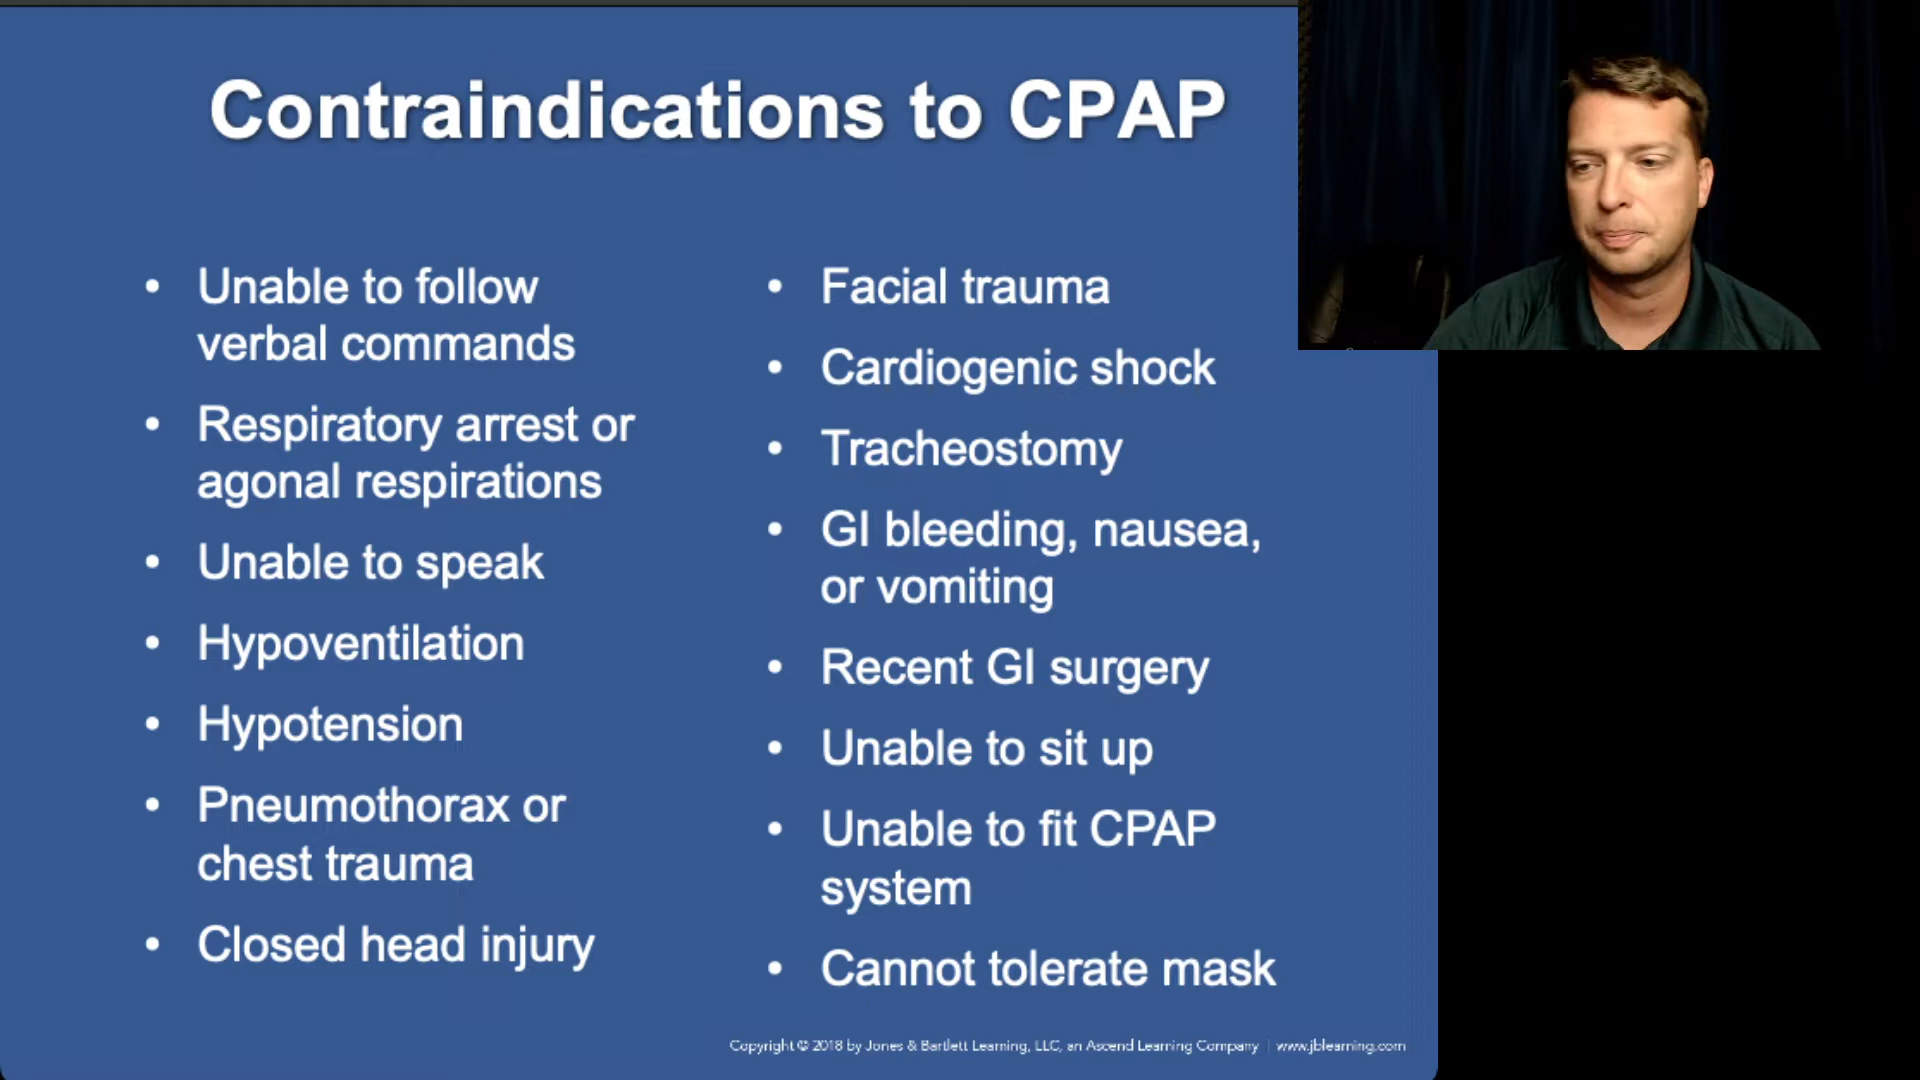 Contraindications to CPAP
• Unable to follow
verbal commands
• Respiratory arrest or
agonal respirations
• Unable to speak
• Hypoventilation
• Hypotension
• Pneumothorax or
chest trauma
• Closed head injury
• Facial trauma
• Cardiogenic shock
• Tracheostomy
• GI bleeding, nausea,
or vomiting
• Recent GI surgery
• Unable to sit up
• Unable to fit CPAP
system
• Cannot tolerate mask
Copyright © 2018 by Jones & Bartlett Learning, LLC, an Ascend Learning Company | www.jblearning.com